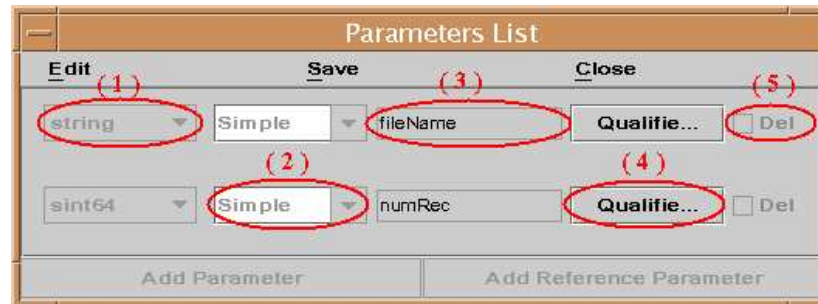 Parameters List
Edit Save Close
(1) (3) (5)
string Simple fileName Qualifie... Del
(2) (4)
sint64 Simple numRec Qualifie... Del
Add Parameter Add Reference Parameter